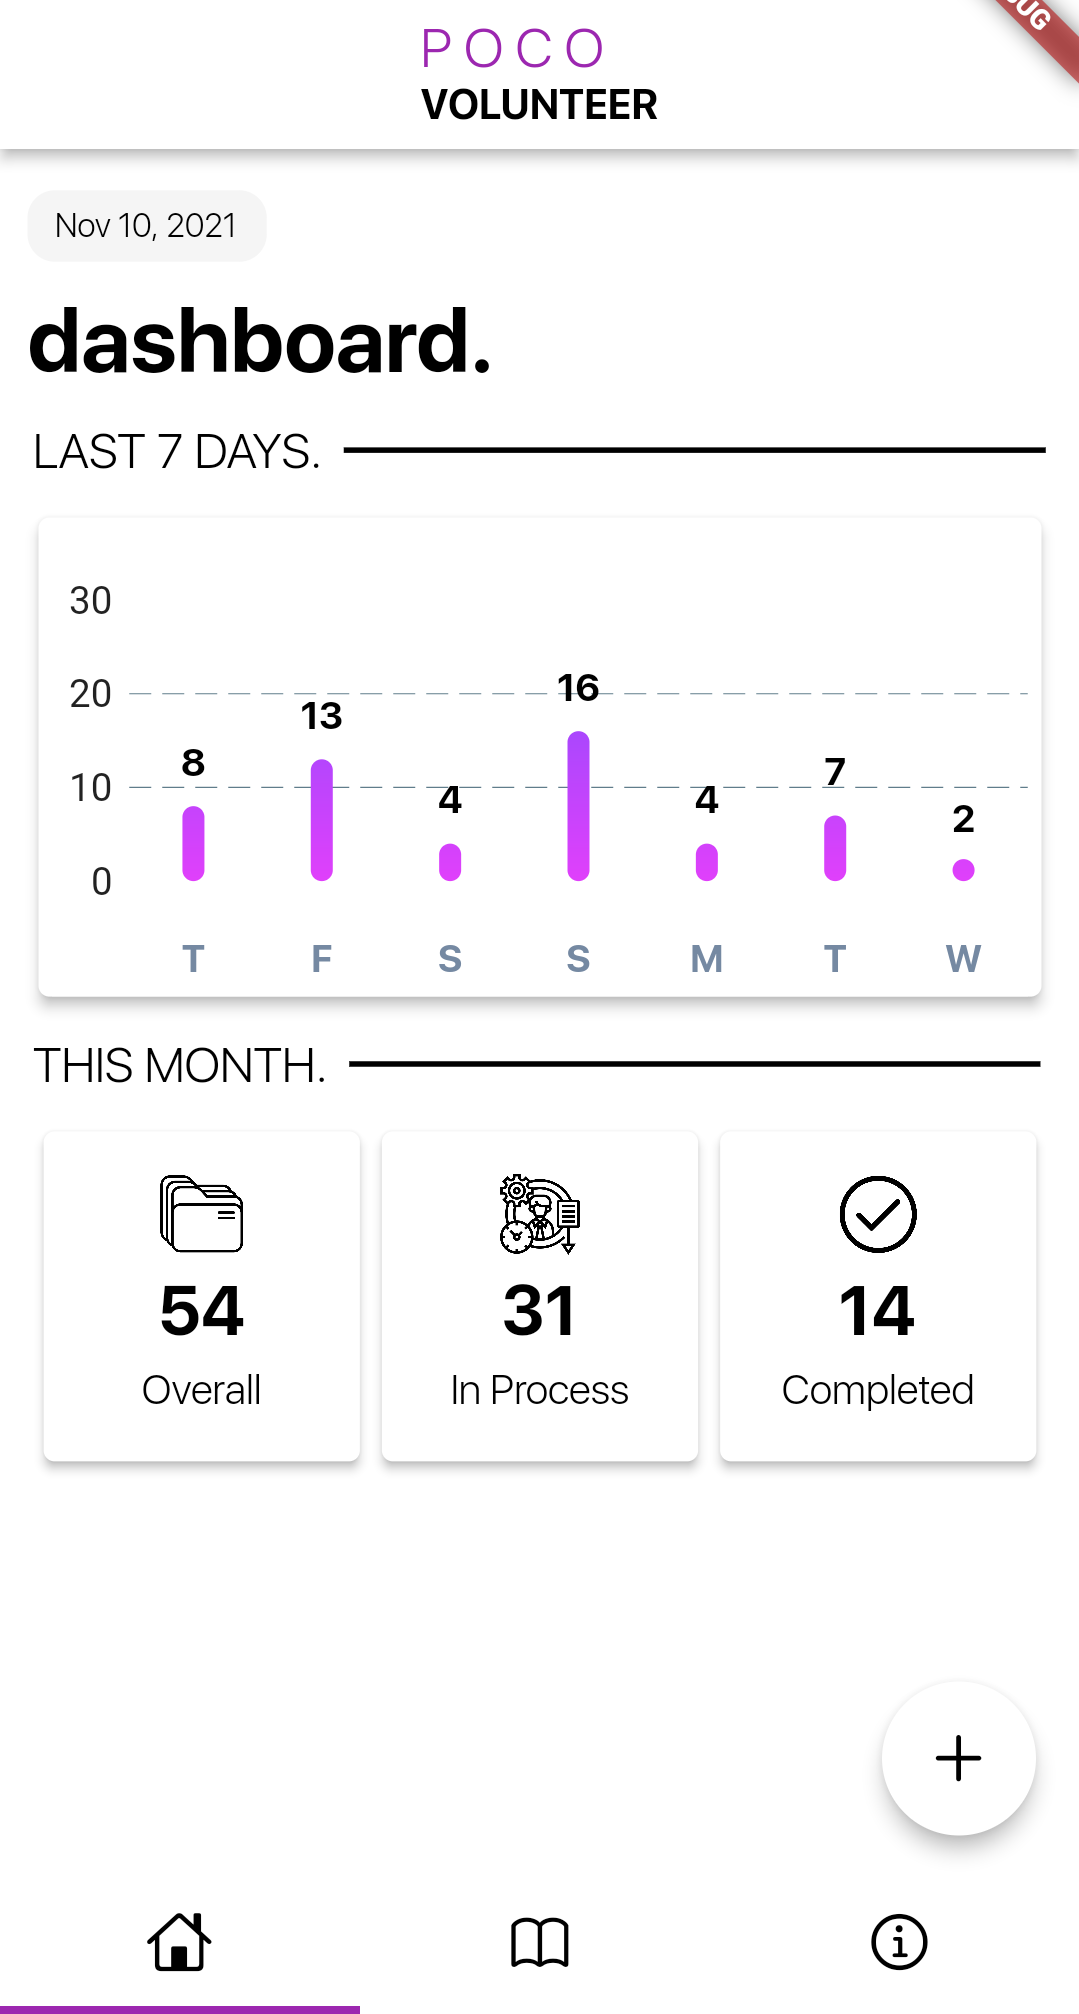 POCO
VOLUNTEER
Nov 10, 2021
dashboard.
LAST 7 DAYS.
30
20
10
0
8
13
4
16
4
7
2
T F S S M T W
THIS MONTH.
54 31 14
Overall In Process Completed